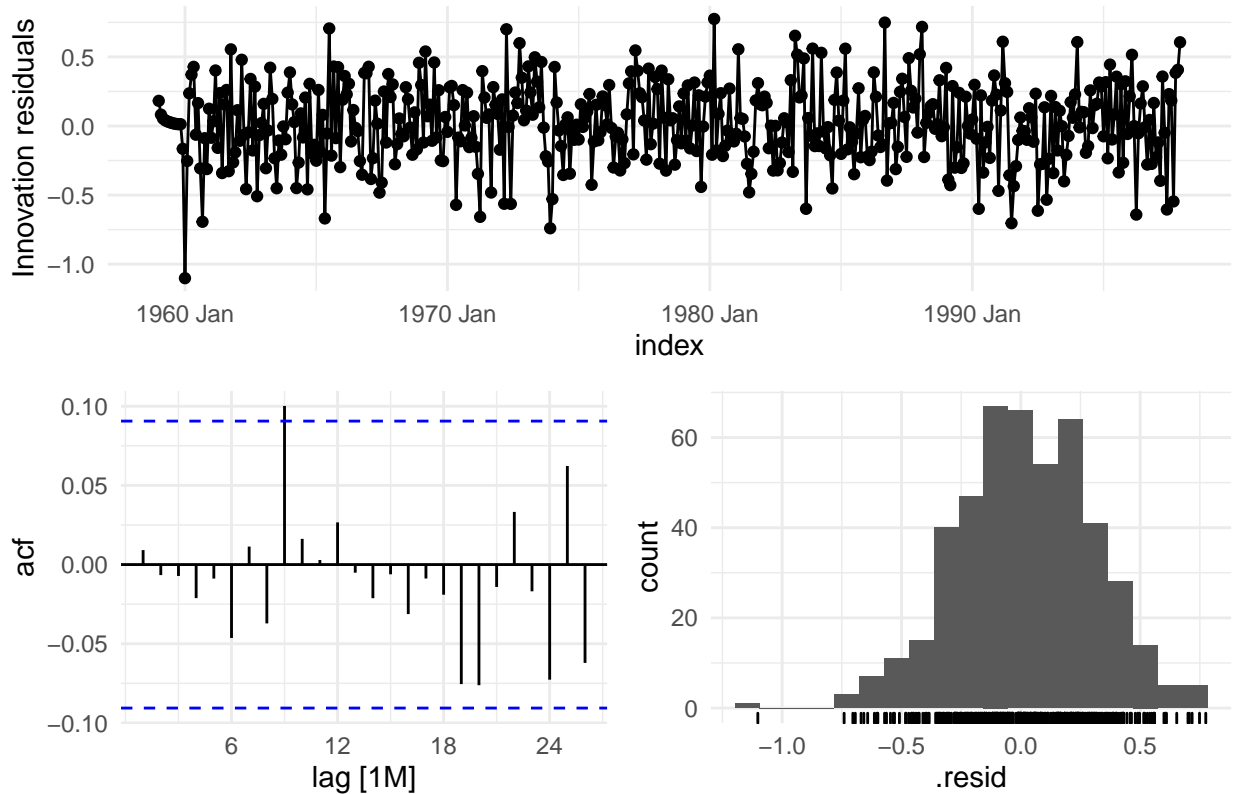 Innovation residuals
0.5
0.0
−0.5
−1.0
1960 Jan 1970 Jan 1980 Jan 1990 Jan
index
acf
0.10
0.05
0.00
−0.05
−0.10
6 12 18 24
lag [1M]
count
60
40
20
0
−1.0 −0.5 0.0 0.5
.resid